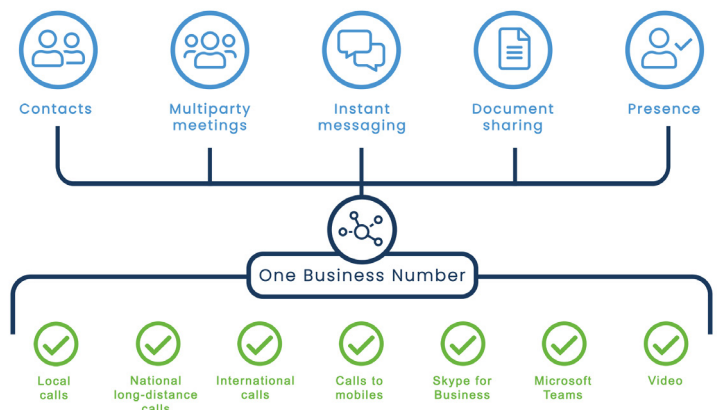 Contacts
Multiparty
meetings
Instant
messaging
Document
sharing
Presence
One Business Number
Local
calls
National
long-distance
calls
International
calls
Calls to
mobiles
Skype for
Business
Microsoft
Teams
Video